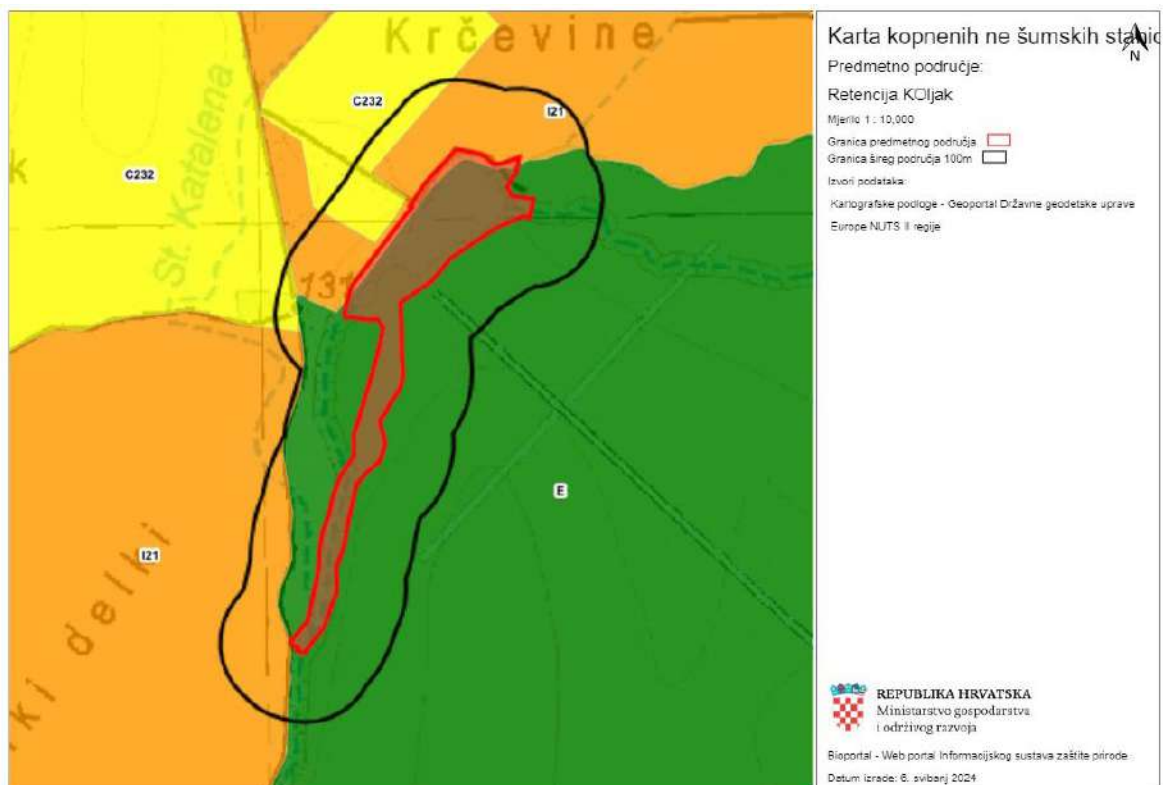 Krčevine
C232
I21
C232
St. Katalena
k
131
E
I21
ki delki
Karta kopnenih ne šumskih stanic
N
Predmetno područje:
Retencija KOljak
Mjerilo 1 : 10,000
Granica predmetnog područja
Granica šireg područja 100m
Izvori podataka:
Kartografske podloge - Geoportal Državne geodetske uprave
Europe NUTS II regije
REPUBLIKA HRVATSKA
Ministarstvo gospodarstva
i održivog razvoja
Bioportal - Web portal Informacijskog sustava zaštite prirode
Datum izrade: 6. svibanj 2024